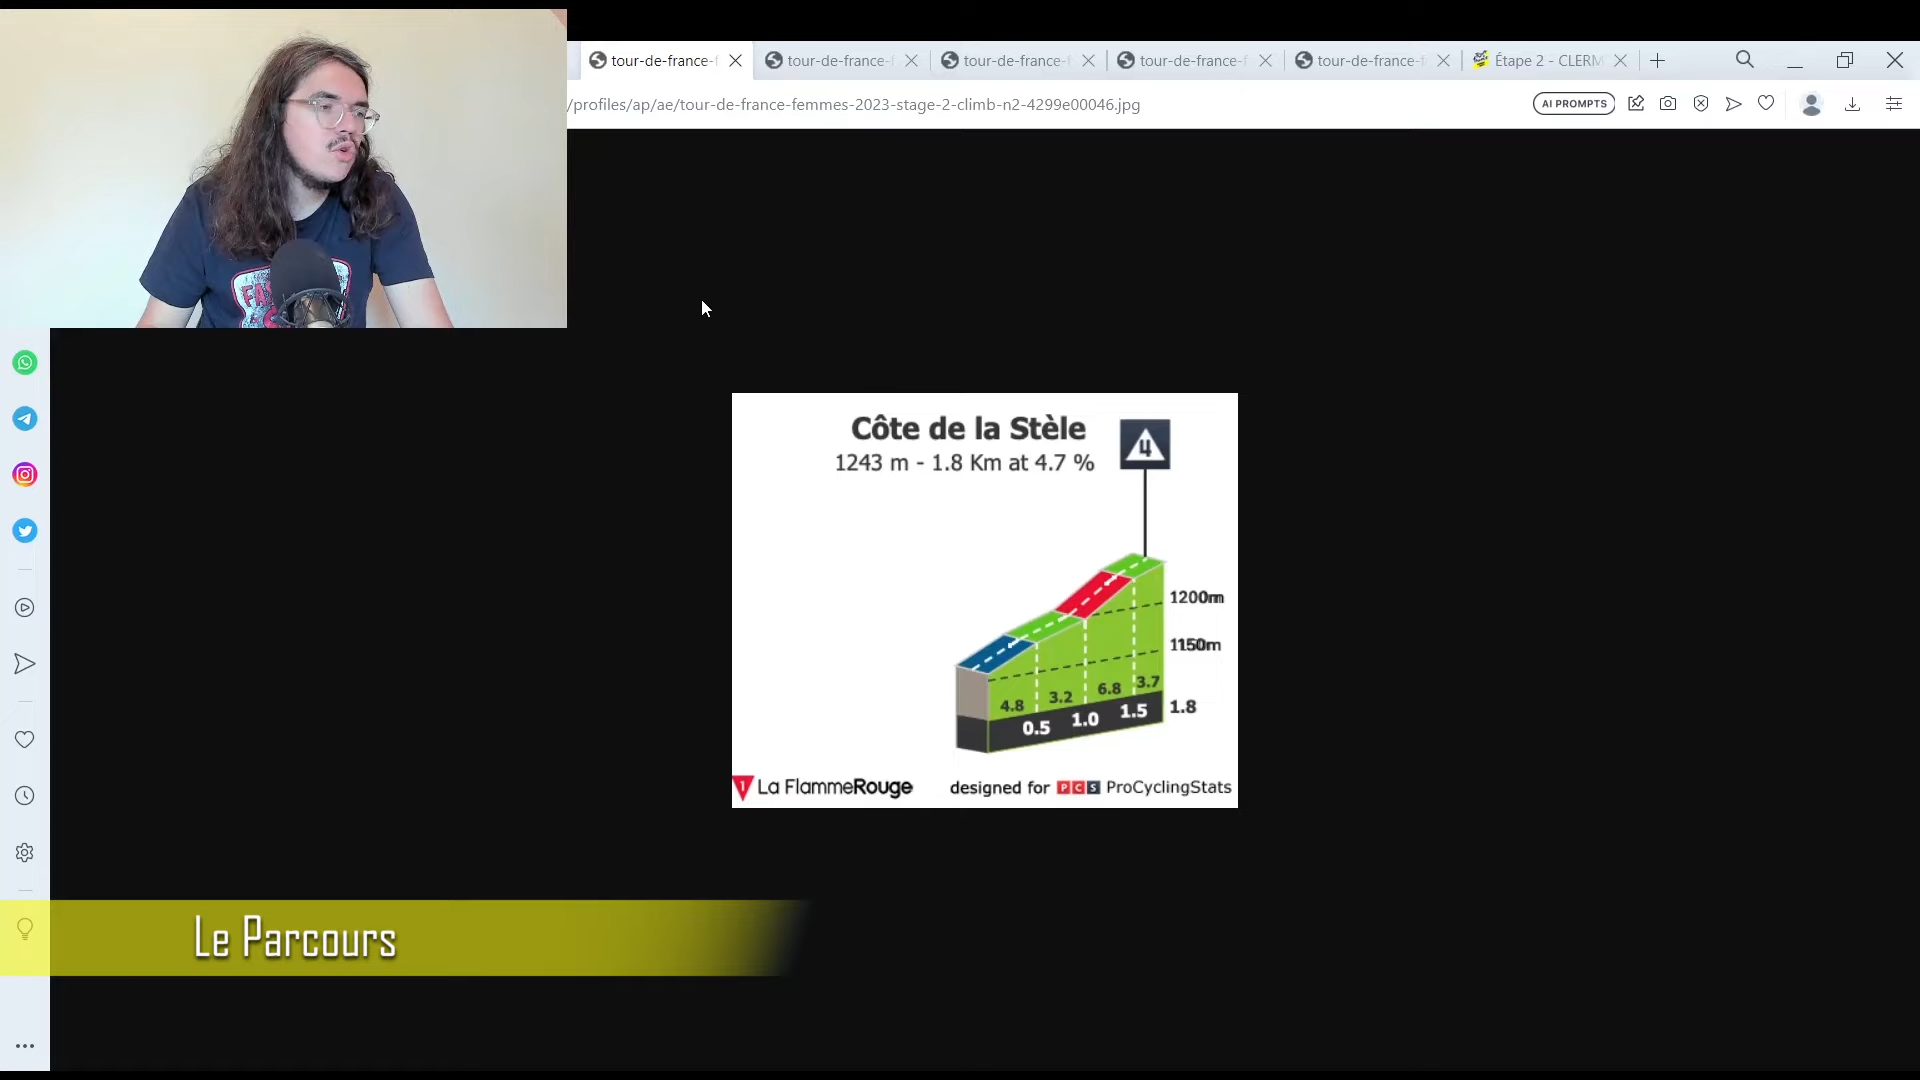 tour-de-france-f
tour-de-france-
tour-de-france-
tour-de-france-f
tour-de-france-
Étape 2 - CLERM
/profiles/ap/ae/tour-de-france-femmes-2023-stage-2-climb-n2-4299e00046.jpg
AI PROMPTS
FAS
Côte de la Stèle
4
1243 m - 1.8 Km at 4.7 %
1200m
1150m
4.8
3.2
6.8
3.7
0.5
1.0
1.5
1.8
1 La FlammeRouge
designed for PCS ProCyclingStats
Le Parcours